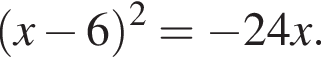 (x − 6)² = −24x.